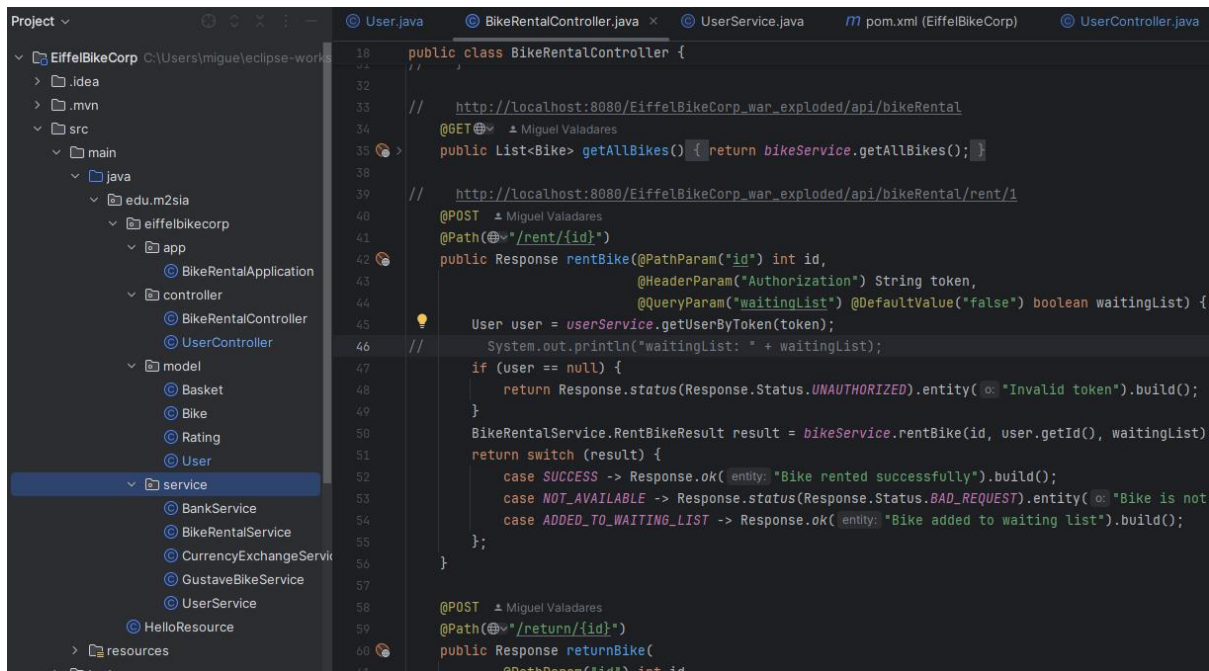 Project
User.java BikeRentalController.java UserService.java pom.xml (EiffelBikeCorp) UserController.java
EiffelBikeCorp C:\Users\migue\eclipse-works
.idea
.mvn
src
main
java
edu.m2sia
eiffelbikecorp
app
BikeRentalApplication
controller
BikeRentalController
UserController
model
Basket
Bike
Rating
User
service
BankService
BikeRentalService
CurrencyExchangeServic
GustaveBikeService
UserService
HelloResource
resources
18 public class BikeRentalController {
31 // }
32
33 // http://localhost:8080/EiffelBikeCorp_war_exploded/api/bikeRental
34 @GET Miguel Valadares
35 public List<Bike> getAllBikes() { return bikeService.getAllBikes(); }
38
39 // http://localhost:8080/EiffelBikeCorp_war_exploded/api/bikeRental/rent/1
40 @POST Miguel Valadares
41 @Path("/rent/{id}")
42 public Response rentBike(@PathParam("id") int id,
43 @HeaderParam("Authorization") String token,
44 @QueryParam("waitingList") @DefaultValue("false") boolean waitingList) {
45 User user = userService.getUserByToken(token);
46 // System.out.println("waitingList: " + waitingList);
47 if (user == null) {
48 return Response.status(Response.Status.UNAUTHORIZED).entity( o: "Invalid token").build();
49 }
50 BikeRentalService.RentBikeResult result = bikeService.rentBike(id, user.getId(), waitingList)
51 return switch (result) {
52 case SUCCESS -> Response.ok( entity: "Bike rented successfully").build();
53 case NOT_AVAILABLE -> Response.status(Response.Status.BAD_REQUEST).entity( o: "Bike is not
54 case ADDED_TO_WAITING_LIST -> Response.ok( entity: "Bike added to waiting list").build();
55 };
56 }
57
58 @POST Miguel Valadares
59 @Path("/return/{id}")
60 public Response returnBike(
@PathParam("id") int id